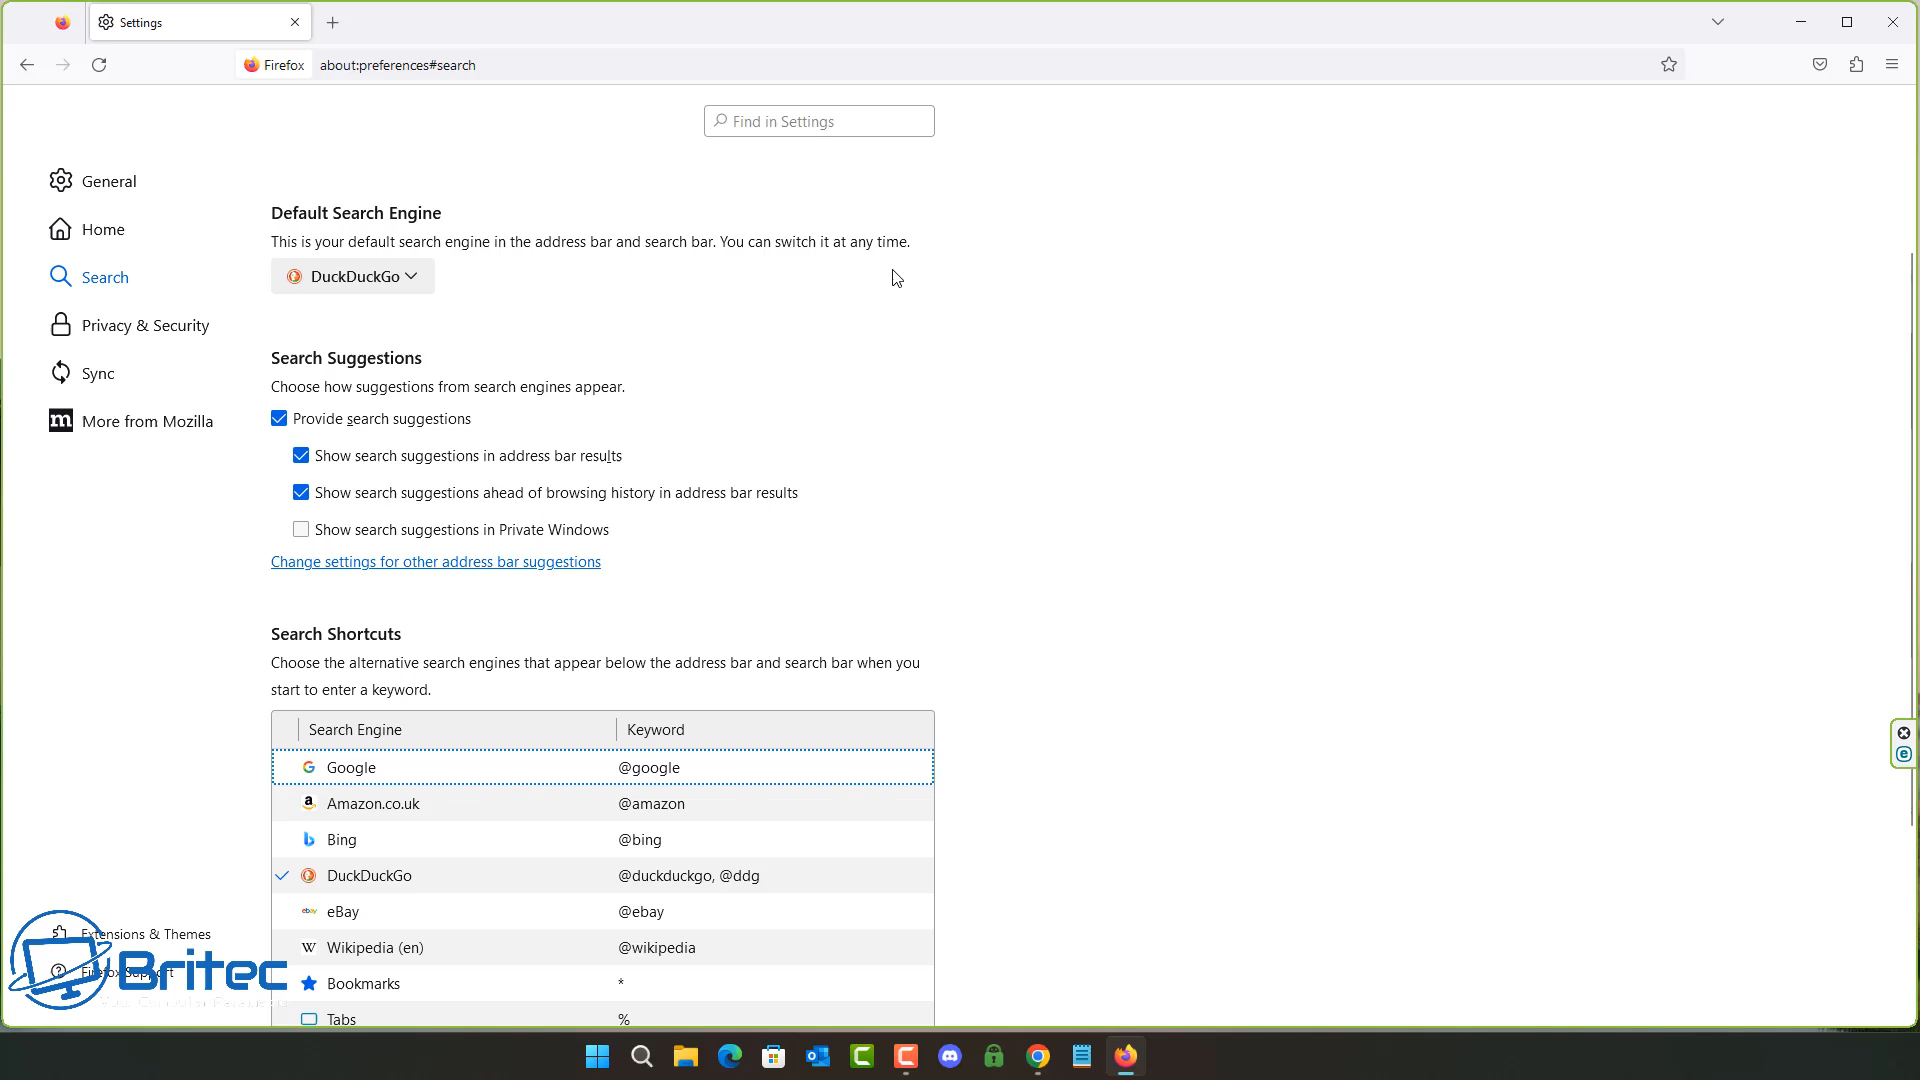 Settings
Firefox
about:preferences#search
Find in Settings
General
Home
Search
Privacy & Security
Sync
m More from Mozilla
Default Search Engine
This is your default search engine in the address bar and search bar. You can switch it at any time.
DuckDuckGo
Search Suggestions
Choose how suggestions from search engines appear.
Provide search suggestions
Show search suggestions in address bar results
Show search suggestions ahead of browsing history in address bar results
Show search suggestions in Private Windows
Change settings for other address bar suggestions
Search Shortcuts
Choose the alternative search engines that appear below the address bar and search bar when you
start to enter a keyword.
Search Engine Keyword
Google @google
Amazon.co.uk @amazon
Bing @bing
DuckDuckGo @duckduckgo, @ddg
eBay @ebay
Wikipedia (en) @wikipedia
Bookmarks *
Tabs %
Extensions & Themes
Firefox Support
Britec